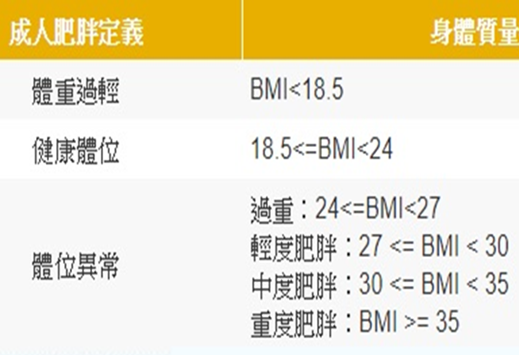 成人肥胖定義 身體質量
體重過輕 BMI<18.5
健康體位 18.5<=BMI<24
過重：24<=BMI<27
輕度肥胖：27 <= BMI < 30
體位異常
中度肥胖：30 <= BMI < 35
重度肥胖：BMI >= 35